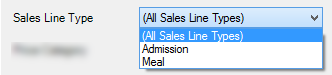 Sales Line Type (All Sales Line Types)
(All Sales Line Types)
Admission
Meal